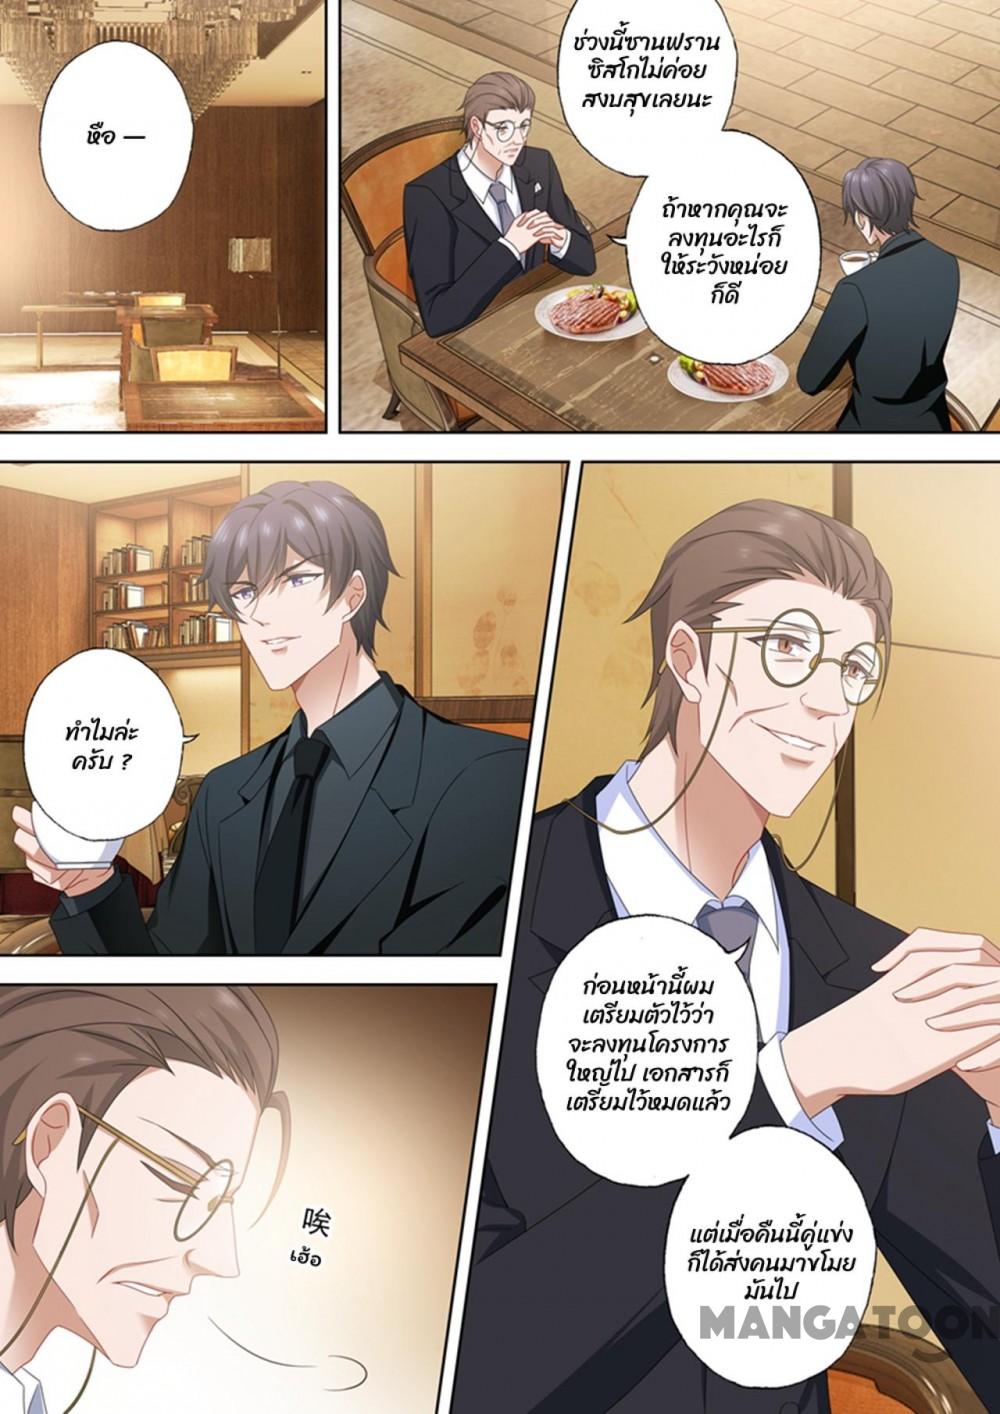 หือ —
ช่วงนี้ซานฟราน
ซิสโกไม่ค่อย
สงบสุขเลยนะ
ถ้าหากคุณจะ
ลงทุนอะไรก็
ให้ระวังหน่อย
ก็ดี
ทำไมล่ะ
ครับ ?
ก่อนหน้านี้ผม
เตรียมตัวไว้ว่า
จะลงทุนโครงการ
ใหญ่ไป เอกสารก็
เตรียมไว้หมดแล้ว
แต่เมื่อคืนนี้คู่แข่ง
ก็ได้ส่งคนมาขโมย
มันไป
唉
เฮ้อ
MANGATOON